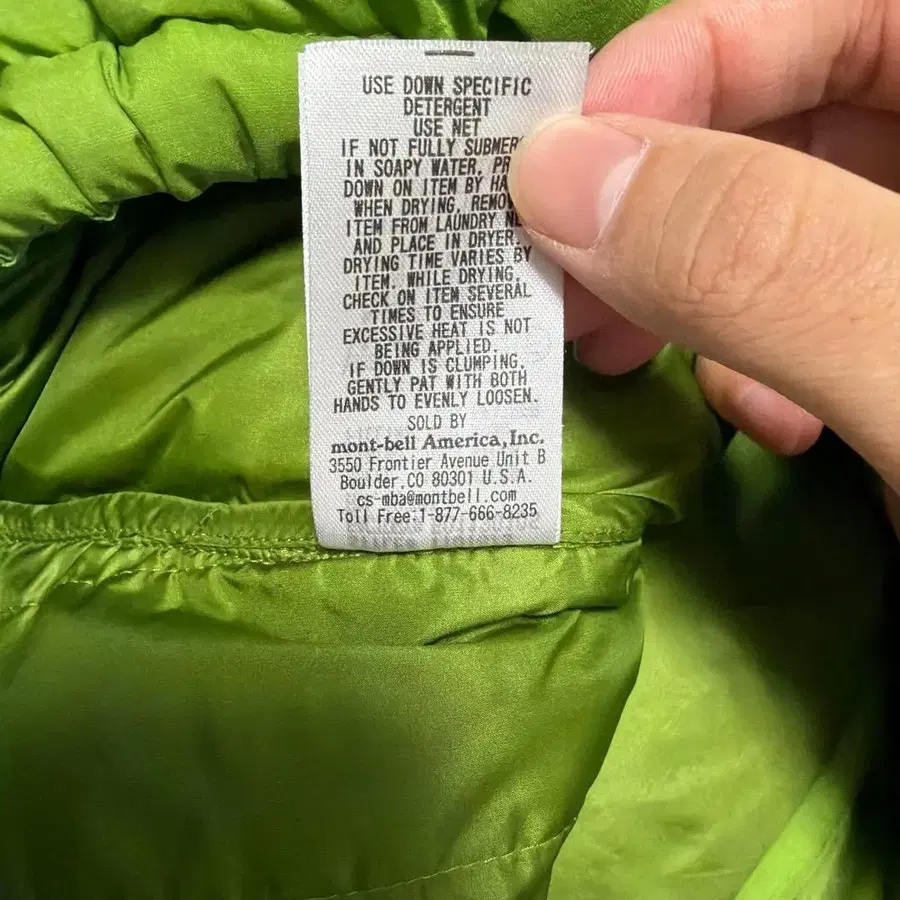 USE DOWN SPECIFIC
DETERGENT
USE NET
IF NOT FULLY
IN SOAPY WATER,
DOWN ON ITEM BY
WHEN DRYING,
ITEM FROM LAUNDRY
AND PLACE IN DRYER.
DRYING TIME VARIES BY
ITEM. WHILE DRYING,
CHECK ON ITEM SEVERAL
TIMES TO ENSURE
EXCESSIVE HEAT IS NOT
BEING APPLIED.
IF DOWN IS CLUMPING,
GENTLY PAT WITH BOTH
HANDS TO EVENLY LOOSEN.
SOLD BY
mont-bell America, Inc.
3550 Frontier Avenue Unit B
Boulder,CO 80301 U.S.A.
cs-mba@montbell.com
Toll Free.1-877-666-8235